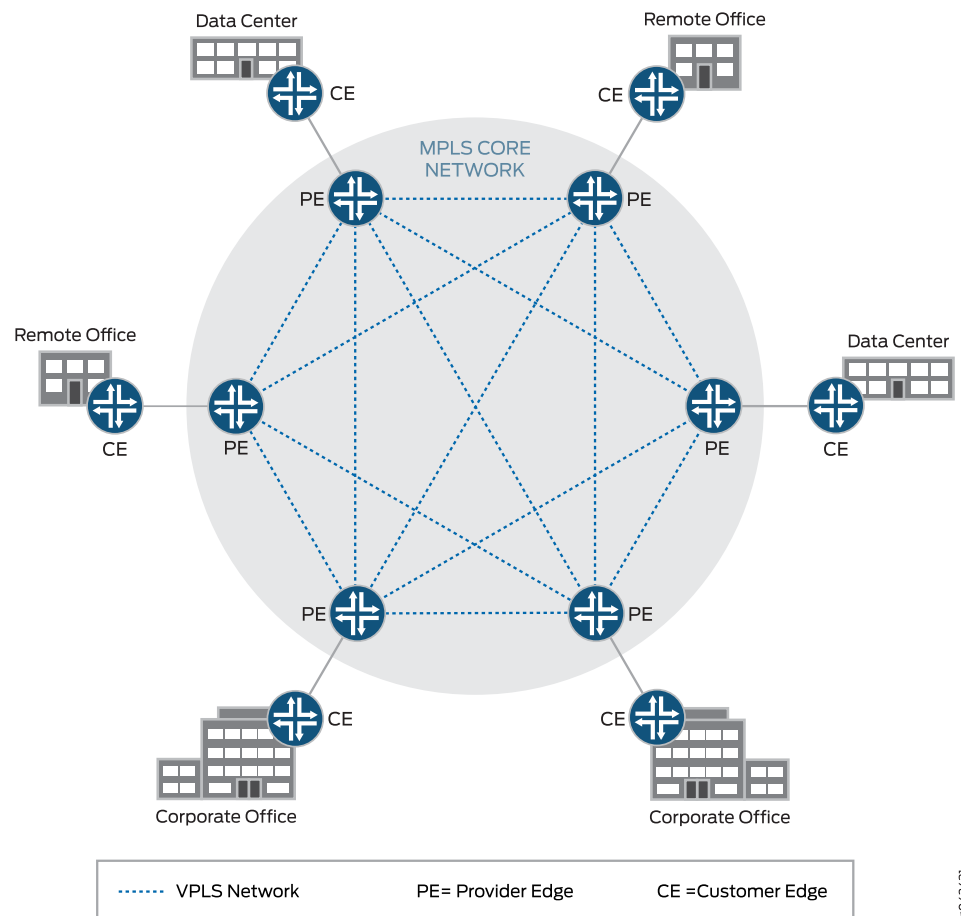 Data Center
Remote Office
CE
CE
MPLS CORE
NETWORK
PE
PE
Remote Office
Data Center
CE
PE
PE
CE
PE
PE
CE
CE
Corporate Office
Corporate Office
VPLS Network
PE= Provider Edge
CE =Customer Edge